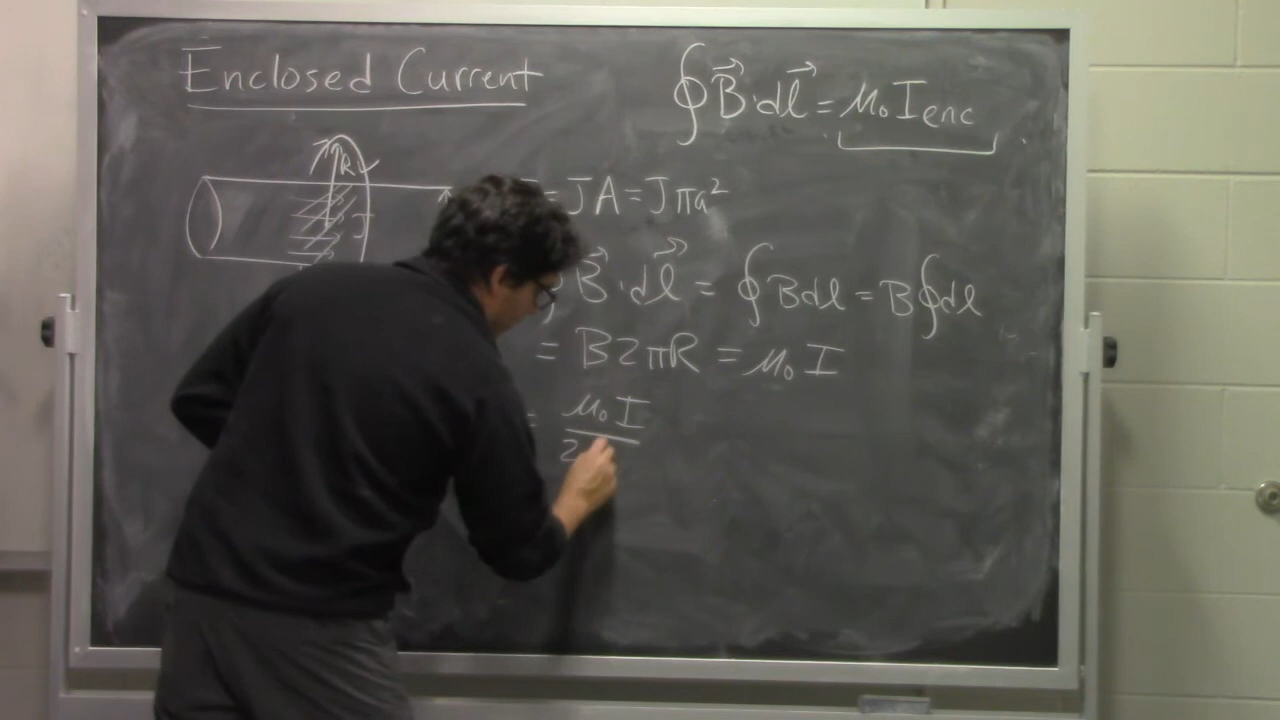 Enclosed Current
∮B⃗·dl⃗ = μ₀Ienc
R
J
= JA = Jπa²
B⃗·dl⃗ = ∮Bdl = B∮dl
= B2πR = μ₀I
= μ₀I
2